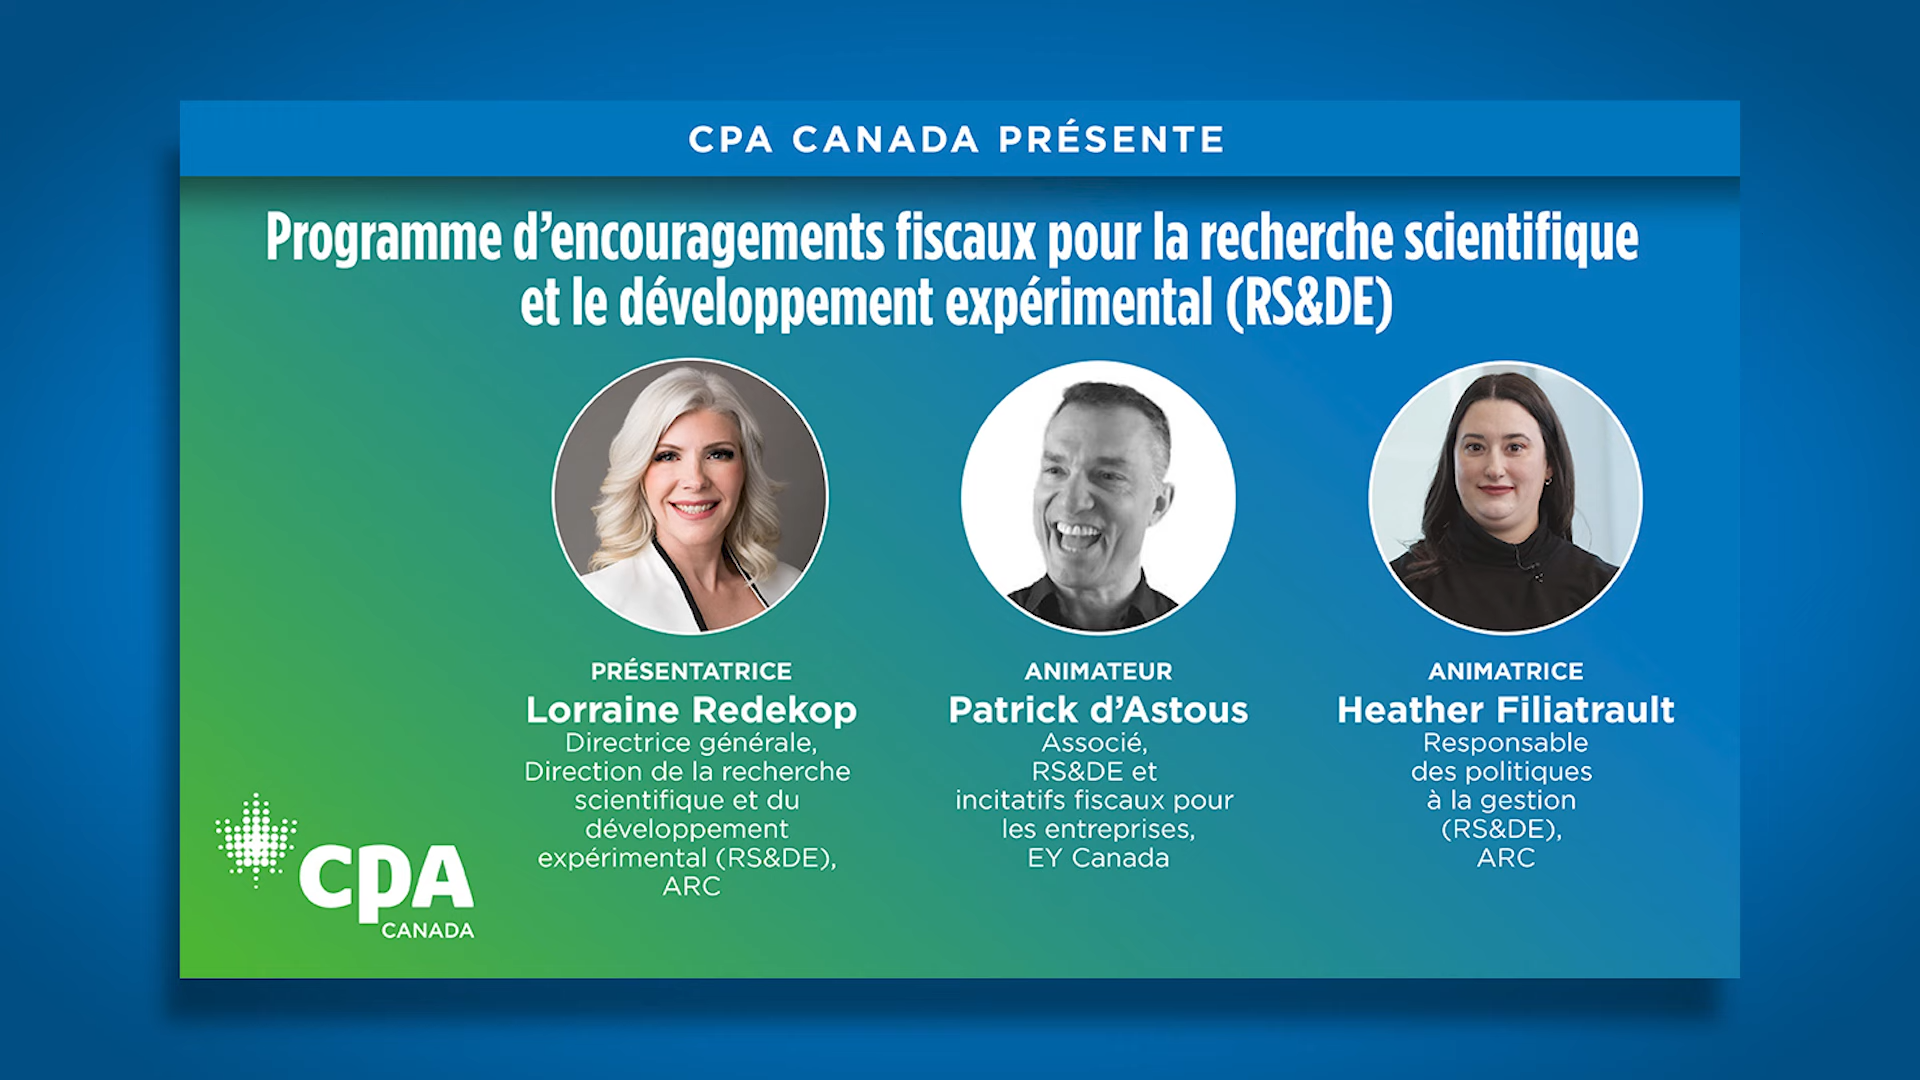 CPA CANADA PRÉSENTE
Programme d’encouragements fiscaux pour la recherche scientifique
et le développement expérimental (RS&DE)
PRÉSENTATRICE
Lorraine Redekop
Directrice générale,
Direction de la recherche
scientifique et du
développement
expérimental (RS&DE),
ARC
ANIMATEUR
Patrick d’Astous
Associé,
RS&DE et
incitatifs fiscaux pour
les entreprises,
EY Canada
ANIMATRICE
Heather Filiatrault
Responsable
des politiques
à la gestion
(RS&DE),
ARC
CPA
CANADA